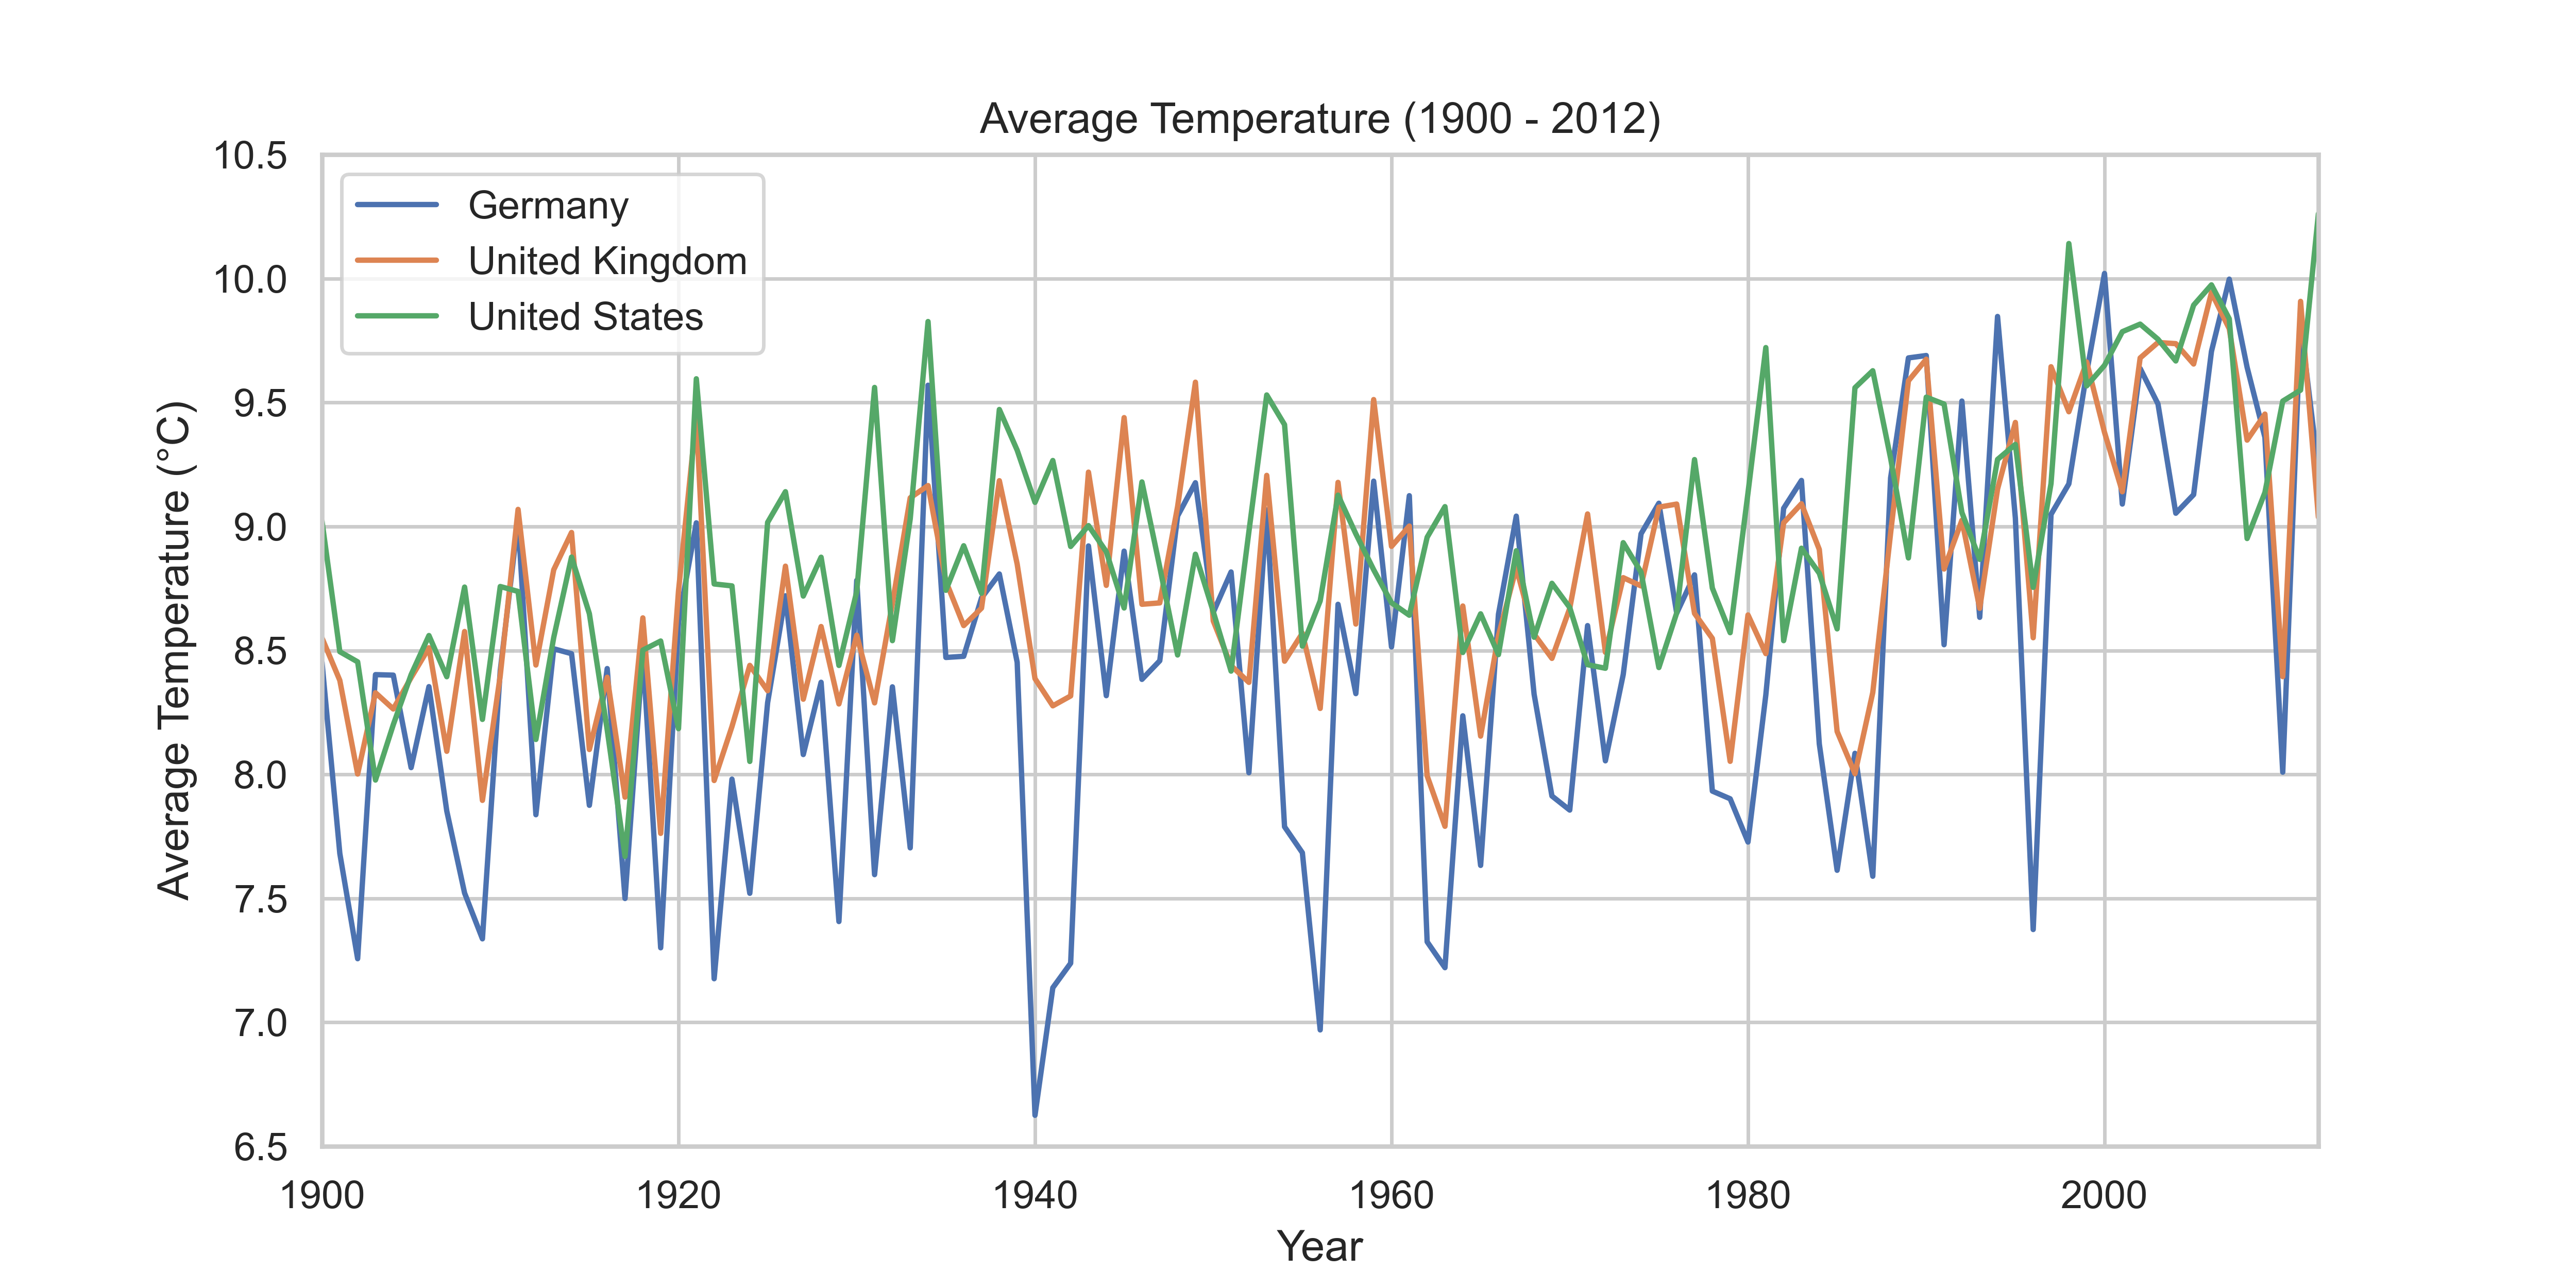 Average Temperature (1900 - 2012)
10.5
10.0
9.5
9.0
8.5
8.0
7.5
7.0
6.5
Average Temperature (°C)
Germany
United Kingdom
United States
1900 1920 1940 1960 1980 2000
Year